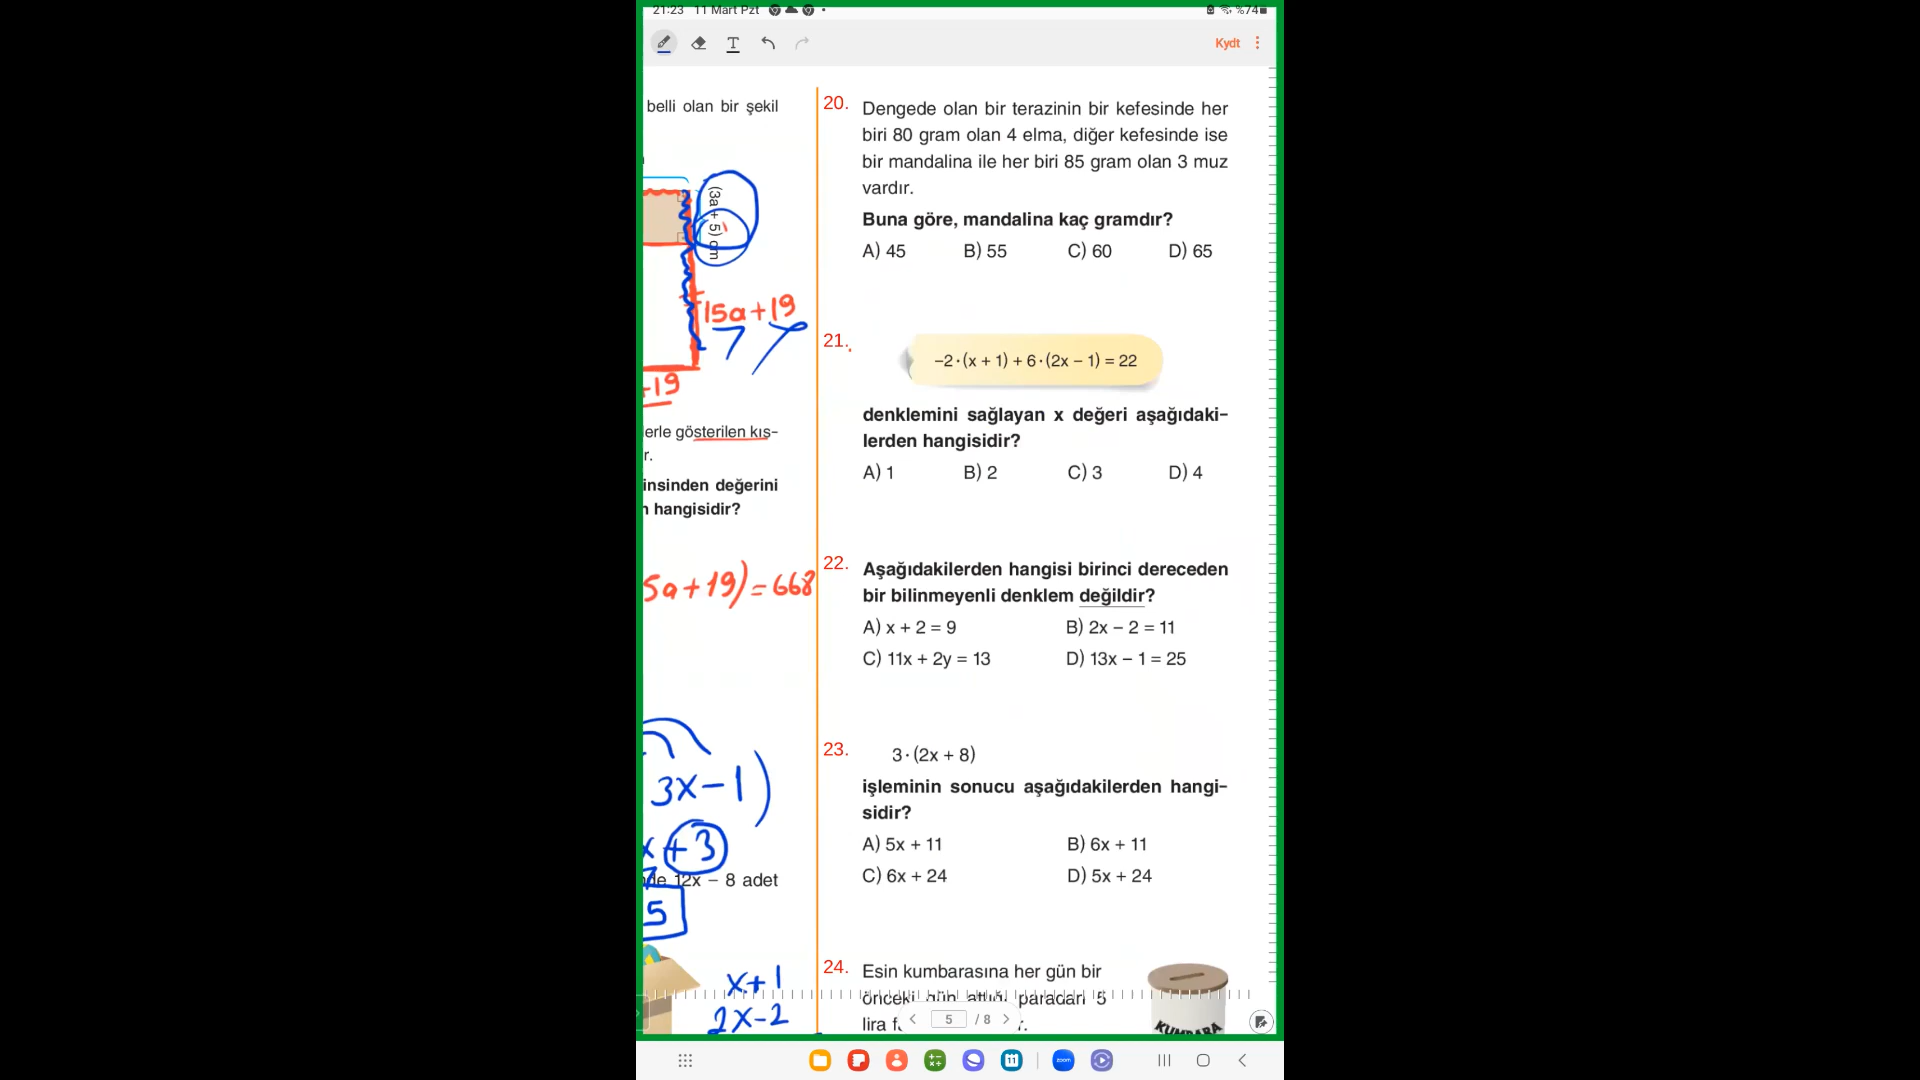 21:23 11 Mart Pzt
%74
T
Kydt
belli olan bir şekil
(3a + 5) cm
15a+19
+19
erle gösterilen kıs-
r.
insinden değerini
hangisidir?
5a+19)=668
3x-1)
x+3
de 12x – 8 adet
5
x+1
2x-2
20. Dengede olan bir terazinin bir kefesinde her
biri 80 gram olan 4 elma, diğer kefesinde ise
bir mandalina ile her biri 85 gram olan 3 muz
vardır.
Buna göre, mandalina kaç gramdır?
A) 45 B) 55 C) 60 D) 65
21. –2·(x + 1) + 6·(2x – 1) = 22
denklemini sağlayan x değeri aşağıdaki-
lerden hangisidir?
A) 1 B) 2 C) 3 D) 4
22. Aşağıdakilerden hangisi birinci dereceden
bir bilinmeyenli denklem değildir?
A) x + 2 = 9 B) 2x – 2 = 11
C) 11x + 2y = 13 D) 13x – 1 = 25
23. 3·(2x + 8)
işleminin sonucu aşağıdakilerden hangi-
sidir?
A) 5x + 11 B) 6x + 11
C) 6x + 24 D) 5x + 24
24. Esin kumbarasına her gün bir
önceki gün attığı paradan 5
lira
KUMBARA
5 / 8
11
zoom